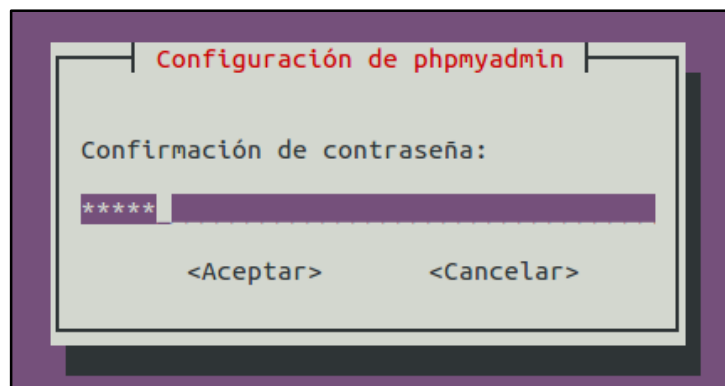 Configuración de phpmyadmin
Confirmación de contraseña:
*****_
<Aceptar> <Cancelar>